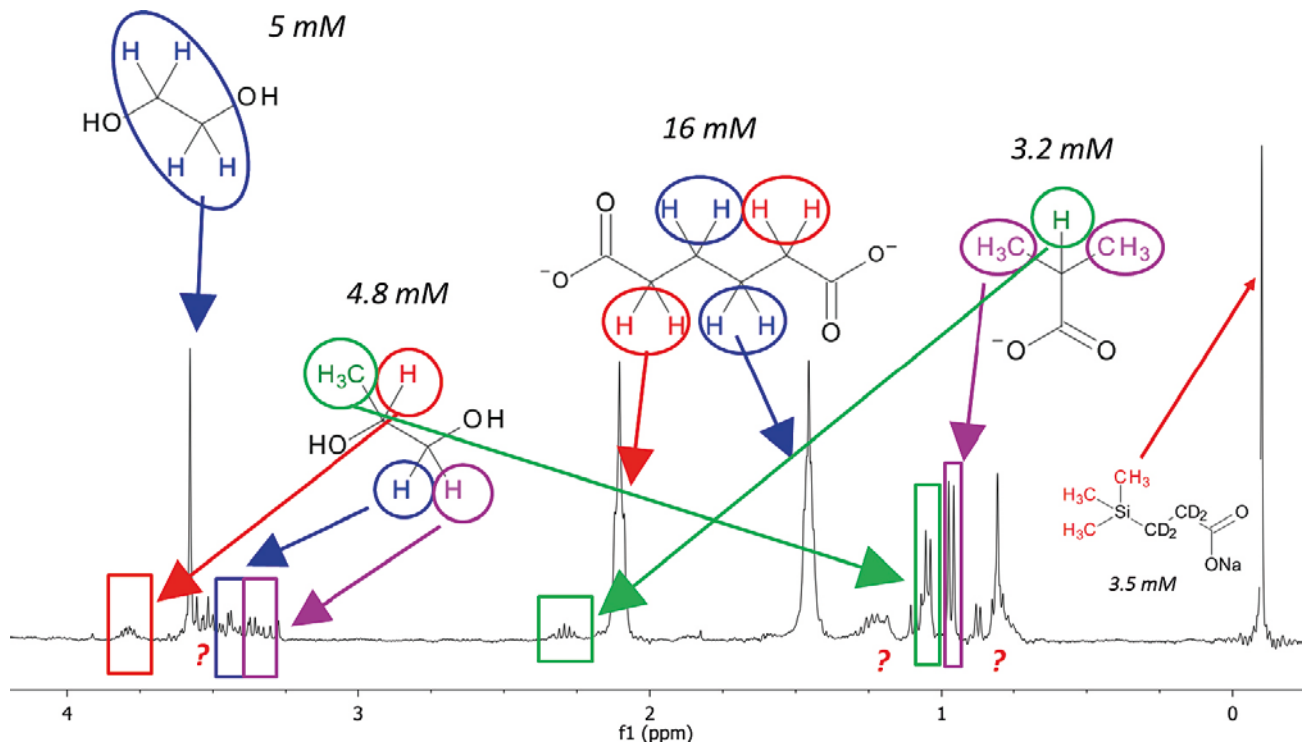 5 mM
H H
OH
HO
H H
4.8 mM
H₃C H
OH
HO
H H
16 mM
O H H H H
O⁻
⁻O
H H H H O
3.2 mM
H
H₃C CH₃
⁻O O
CH₃
H₃C Si CD₂ O
H₃C CD₂
ONa
3.5 mM
? ? ?
4 3 2 1 0
f1 (ppm)